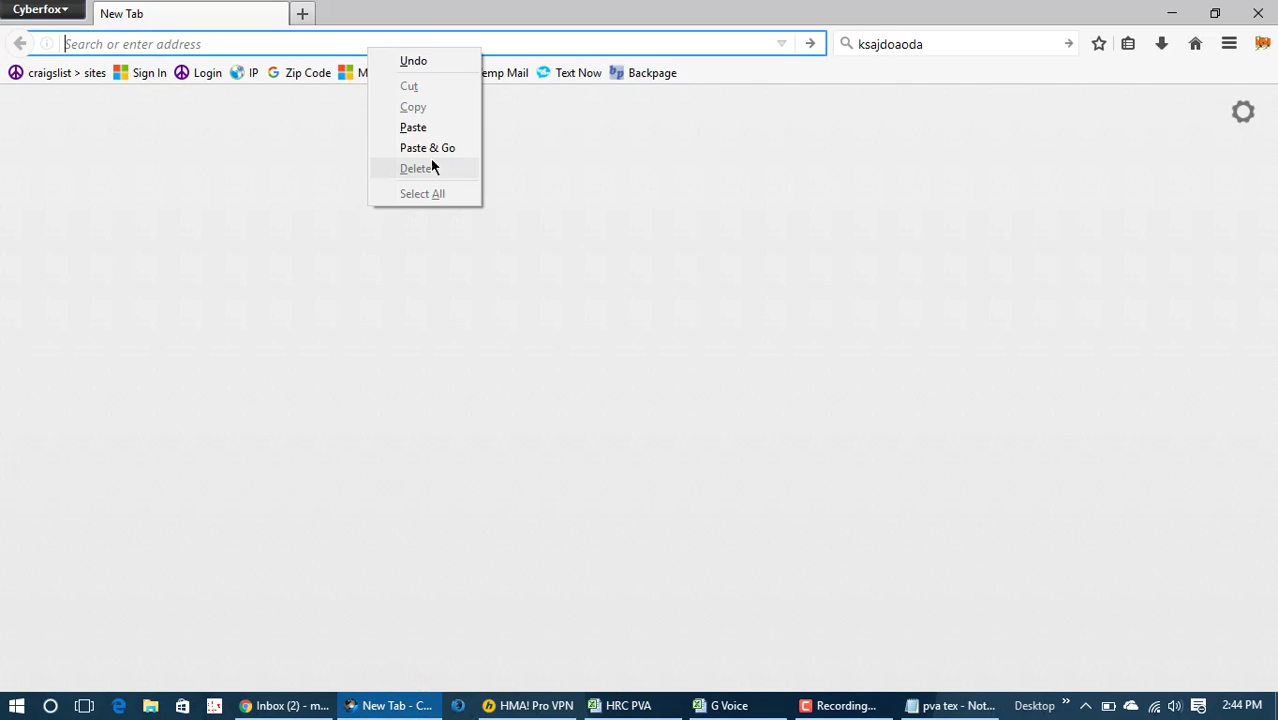 Cyberfox
New Tab
Search or enter address
ksajdoaoda
craigslist > sites Sign In Login IP Zip Code M emp Mail Text Now Backpage
Undo
Cut
Copy
Paste
Paste & Go
Delete
Select All
Inbox (2) - m... New Tab - C... HMA! Pro VPN HRC PVA G Voice Recording... pva tex - Not... Desktop 2:44 PM